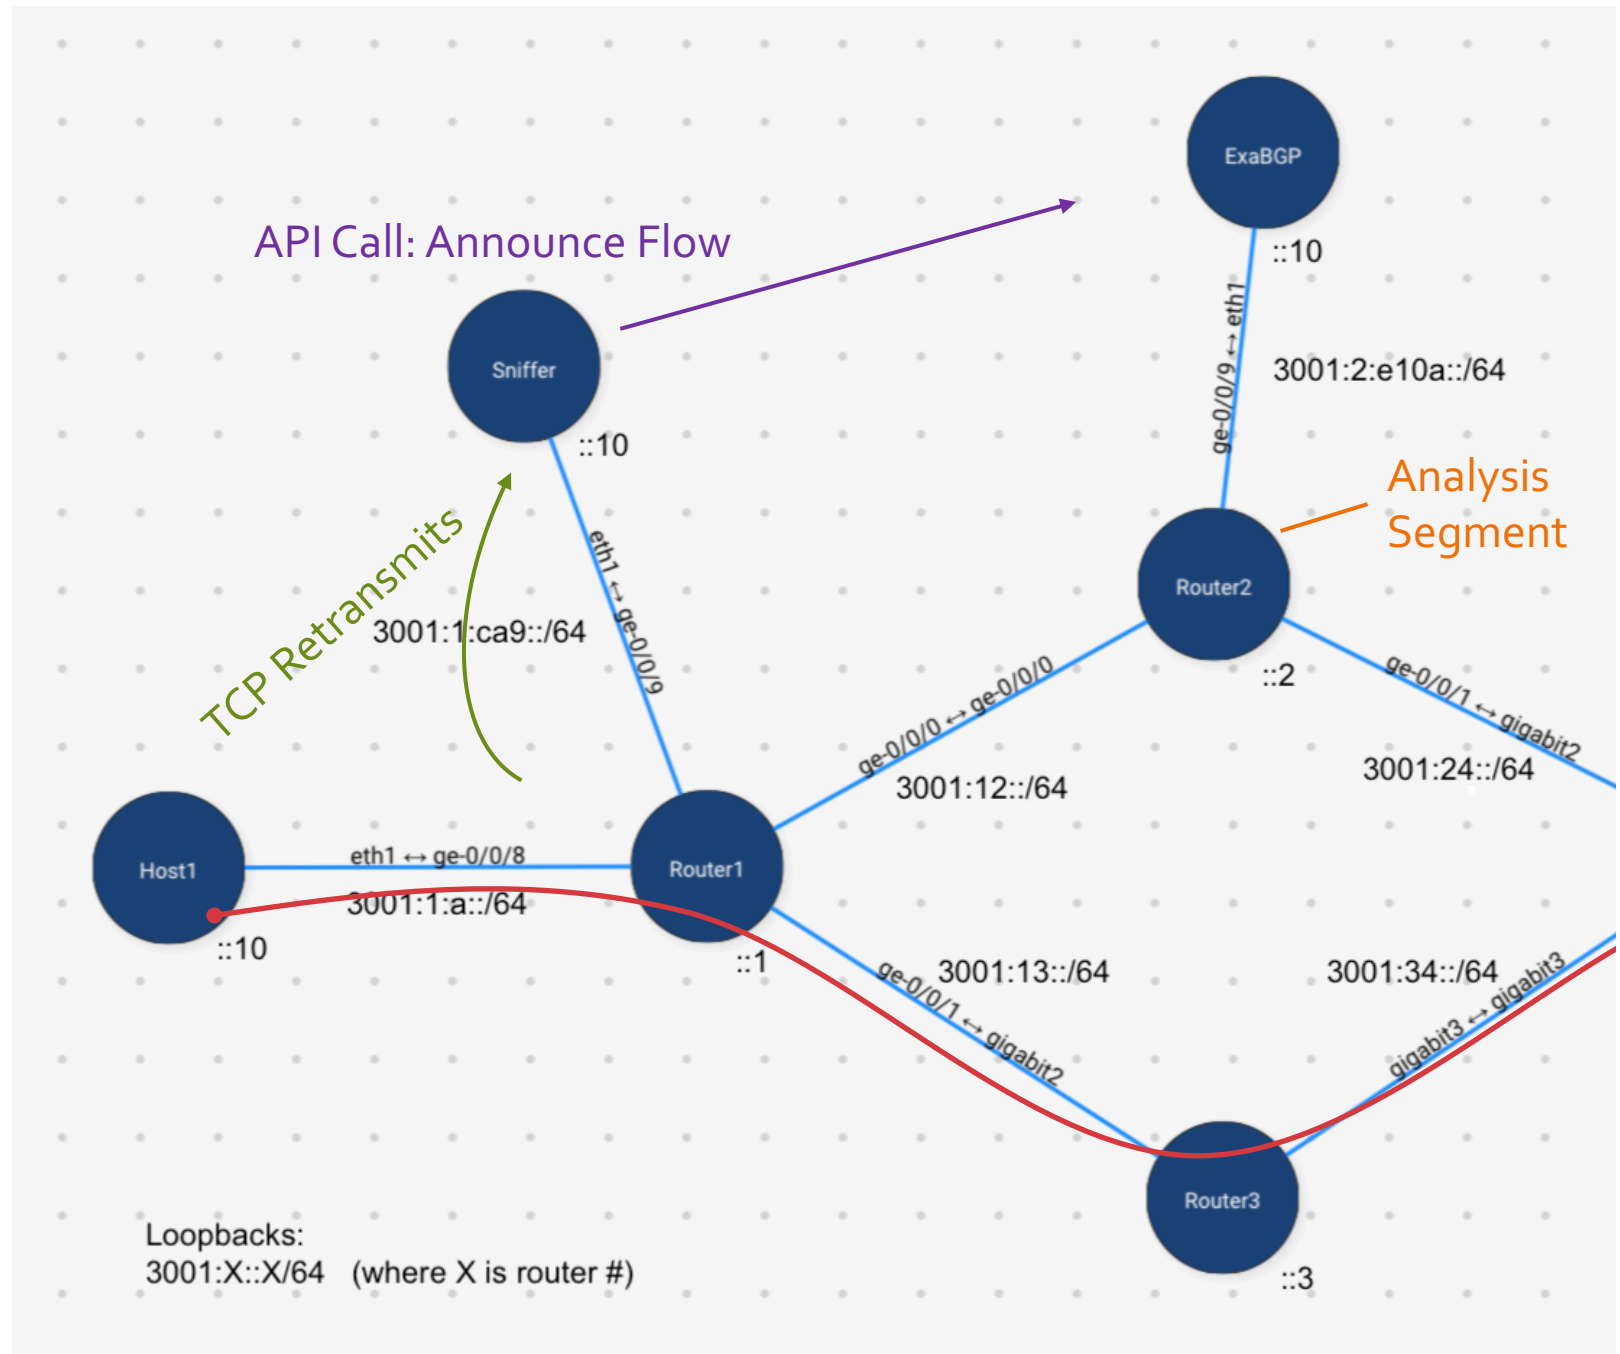 ExaBGP
API Call: Announce Flow
::10
ge-0/0/9 ↔ eth1
Sniffer
3001:2:e10a::/64
::10
Analysis
Segment
TCP Retransmits
eth1 ↔ ge-0/0/9
Router2
3001:1:ca9::/64
::2
ge-0/0/0 ↔ ge-0/0/0
ge-0/0/1 ↔ gigabit2
3001:24::/64
3001:12::/64
Host1
eth1 ↔ ge-0/0/8
Router1
3001:1:a::/64
::10
::1
ge-0/0/1 ↔ gigabit2
3001:13::/64
3001:34::/64
gigabit3 ↔ gigabit3
Router3
::3
Loopbacks:
3001:X::X/64 (where X is router #)